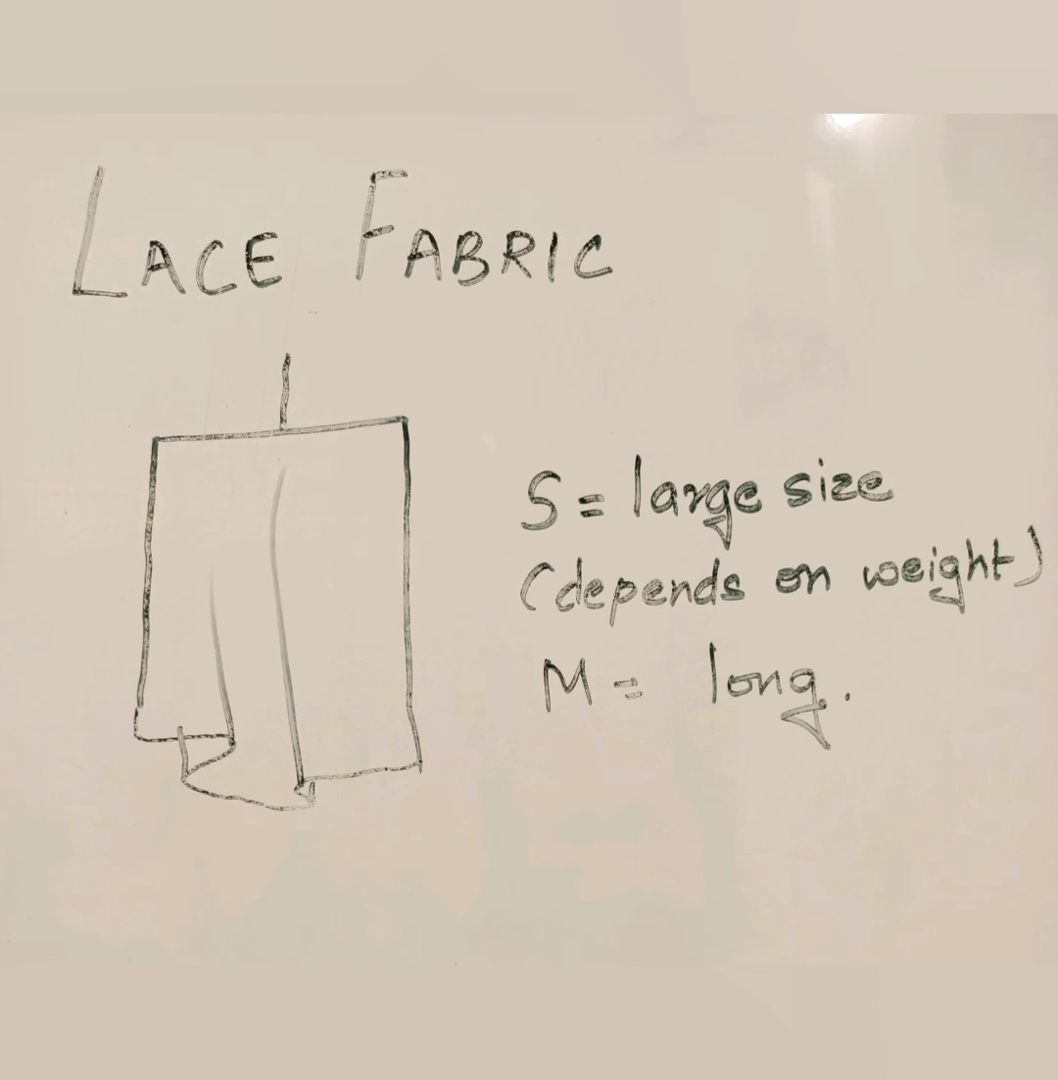 LACE FABRIC
S = large size
(depends on weight)
M = long.